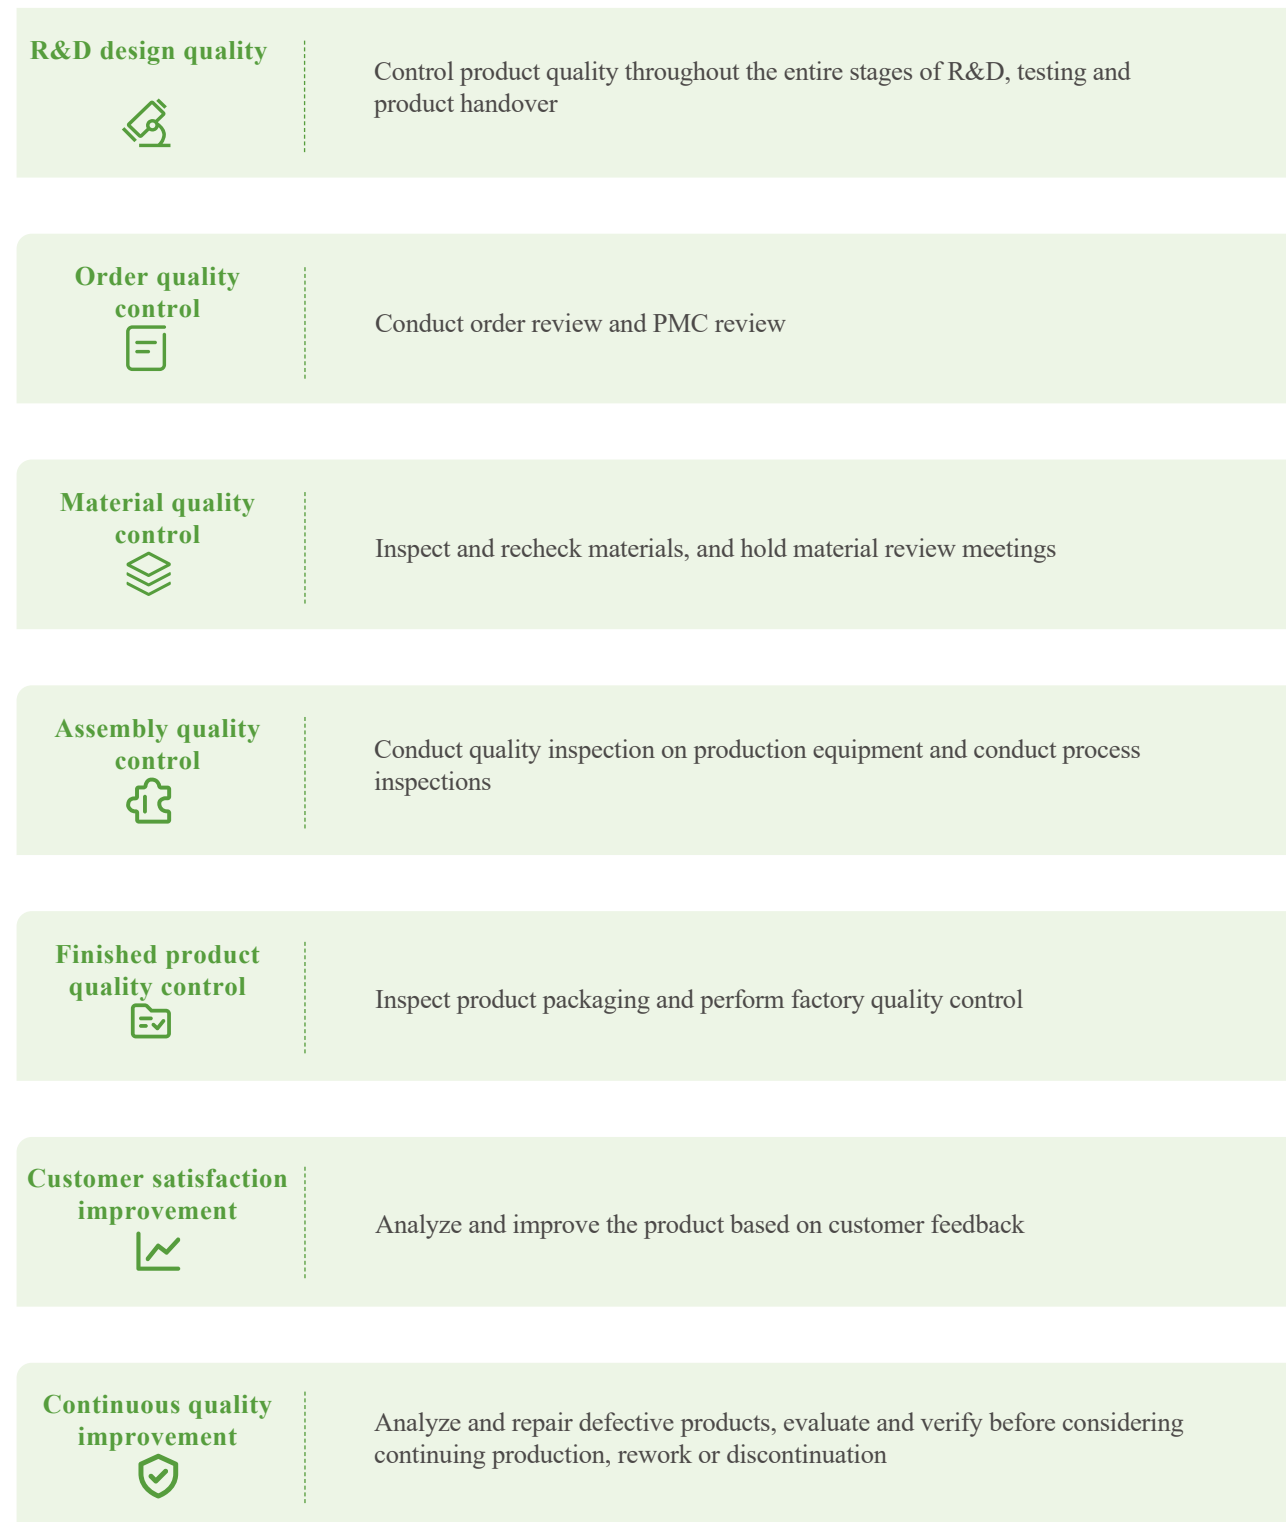 R&D design quality
Control product quality throughout the entire stages of R&D, testing and
product handover
Order quality
control
Conduct order review and PMC review
Material quality
control
Inspect and recheck materials, and hold material review meetings
Assembly quality
control
Conduct quality inspection on production equipment and conduct process
inspections
Finished product
quality control
Inspect product packaging and perform factory quality control
Customer satisfaction
improvement
Analyze and improve the product based on customer feedback
Continuous quality
improvement
Analyze and repair defective products, evaluate and verify before considering
continuing production, rework or discontinuation